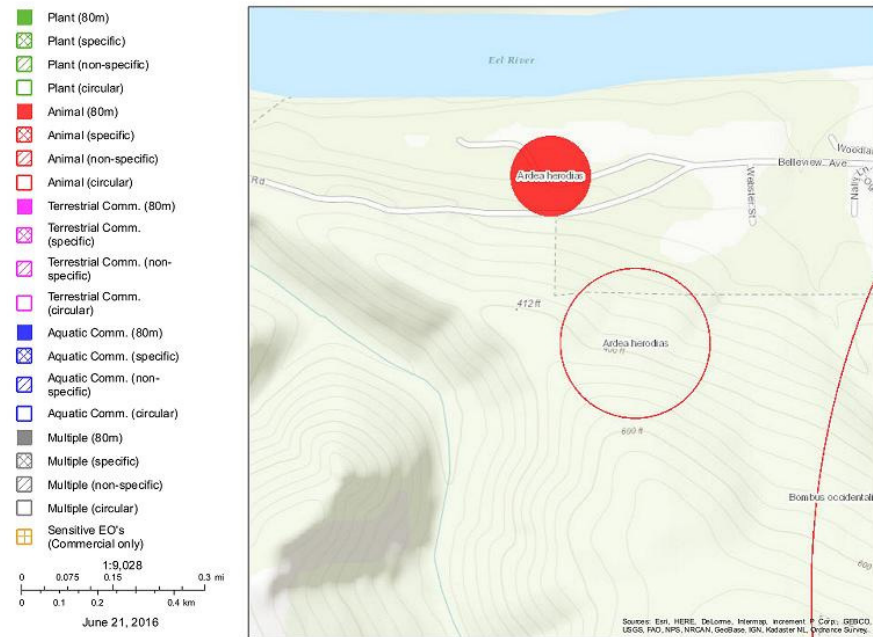 Plant (80m)
Plant (specific)
Plant (non-specific)
Plant (circular)
Animal (80m)
Animal (specific)
Animal (non-specific)
Animal (circular)
Terrestrial Comm. (80m)
Terrestrial Comm.
(specific)
Terrestrial Comm. (non-
specific)
Terrestrial Comm.
(circular)
Aquatic Comm. (80m)
Aquatic Comm. (specific)
Aquatic Comm. (non-
specific)
Aquatic Comm. (circular)
Multiple (80m)
Multiple (specific)
Multiple (non-specific)
Multiple (circular)
Sensitive EO's
(Commercial only)
1:9,028
0 0.075 0.15 0.3 mi
0 0.1 0.2 0.4 km
June 21, 2016
Eel River
Ardea herodias
Rd
Belleview Ave
Webster St
412 ft
Ardea herodias
600 ft
Bombus occidentali
600
Sources: Esri, HERE, DeLorme, Intermap, increment P Corp., GEBCO,
USGS, FAO, NPS, NRCAN, GeoBase, IGN, Kadaster NL, Ordnance Survey,